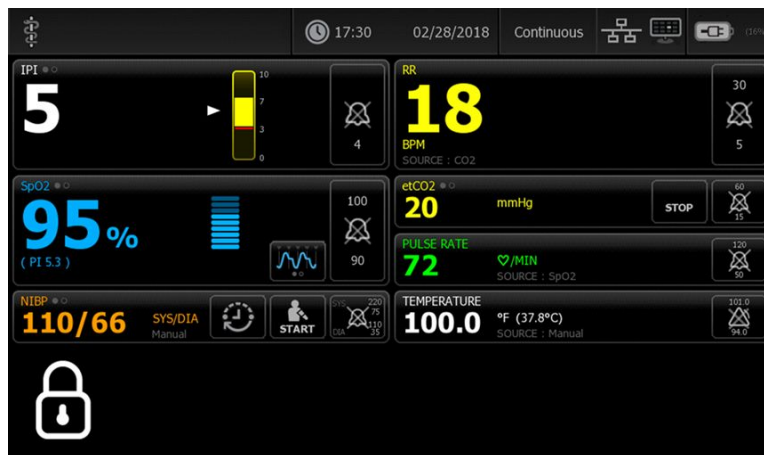 17:30 02/28/2018 Continuous (16%
IPI
5
10
7
3
0
4
RR
18
BPM
SOURCE : CO2
30
5
SpO2
95%
( PI 5.3 )
100
90
etCO2
20 mmHg
STOP
60
15
PULSE RATE
72 /MIN
SOURCE : SpO2
120
50
NIBP
110/66 SYS/DIA
Manual
START
SYS 220
75
110
DIA 35
TEMPERATURE
100.0 °F (37.8°C)
SOURCE : Manual
101.0
94.0